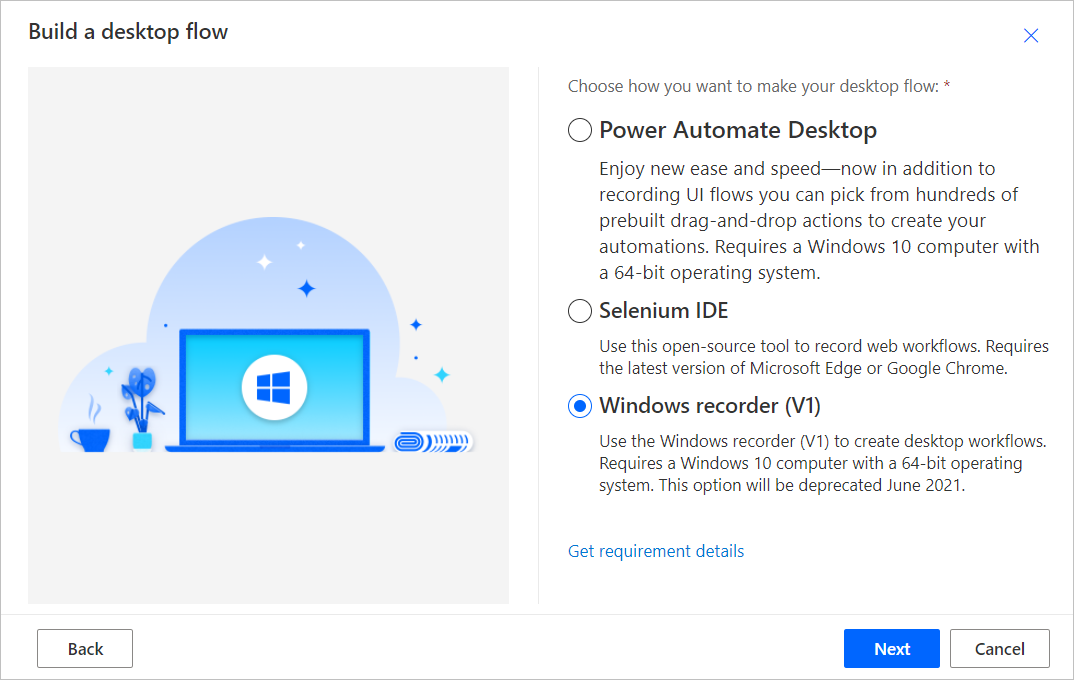 Build a desktop flow
Choose how you want to make your desktop flow: *
Power Automate Desktop
Enjoy new ease and speed—now in addition to
recording UI flows you can pick from hundreds of
prebuilt drag-and-drop actions to create your
automations. Requires a Windows 10 computer with
a 64-bit operating system.
Selenium IDE
Use this open-source tool to record web workflows. Requires
the latest version of Microsoft Edge or Google Chrome.
Windows recorder (V1)
Use the Windows recorder (V1) to create desktop workflows.
Requires a Windows 10 computer with a 64-bit operating
system. This option will be deprecated June 2021.
Get requirement details
Back
Next
Cancel